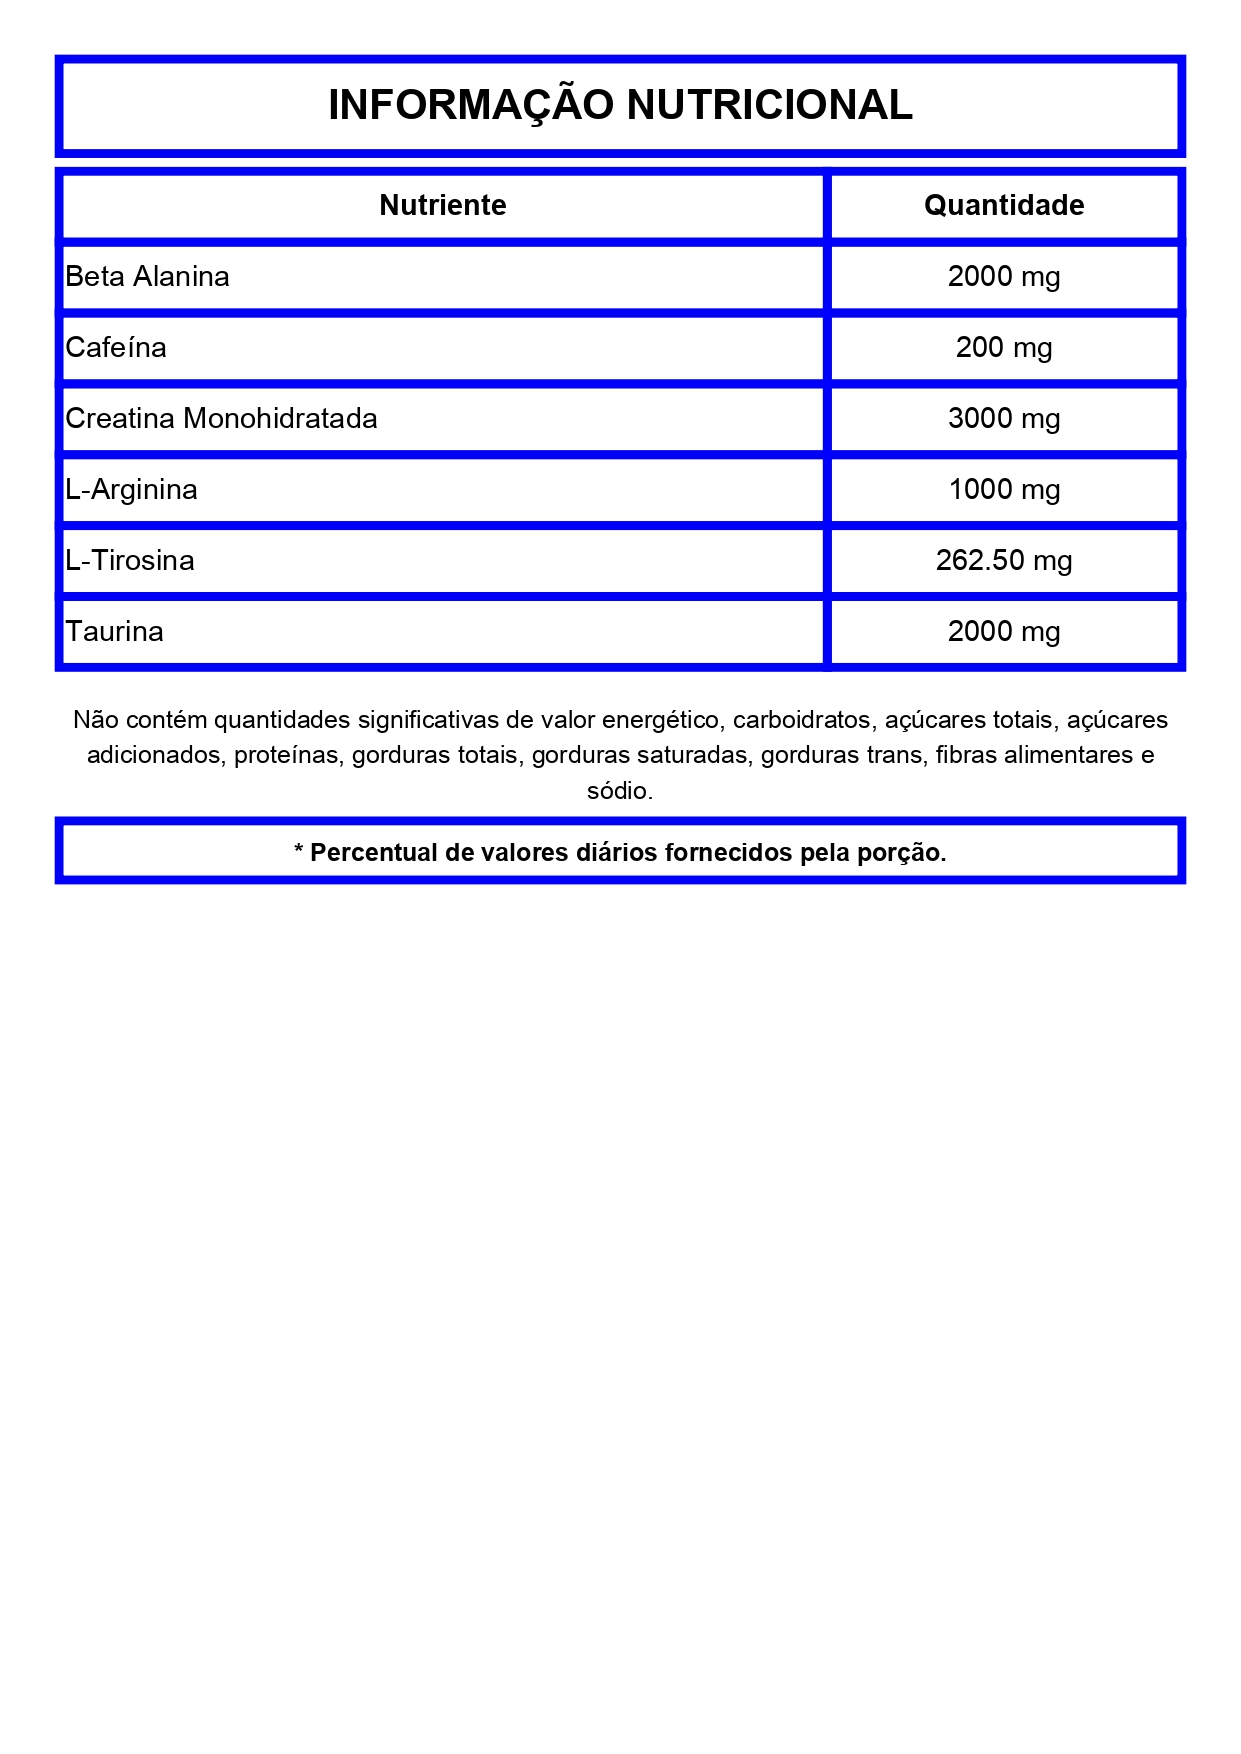 INFORMAÇÃO NUTRICIONAL
Nutriente Quantidade
Beta Alanina 2000 mg
Cafeína 200 mg
Creatina Monohidratada 3000 mg
L-Arginina 1000 mg
L-Tirosina 262.50 mg
Taurina 2000 mg
Não contém quantidades significativas de valor energético, carboidratos, açúcares totais, açúcares
adicionados, proteínas, gorduras totais, gorduras saturadas, gorduras trans, fibras alimentares e
sódio.
* Percentual de valores diários fornecidos pela porção.